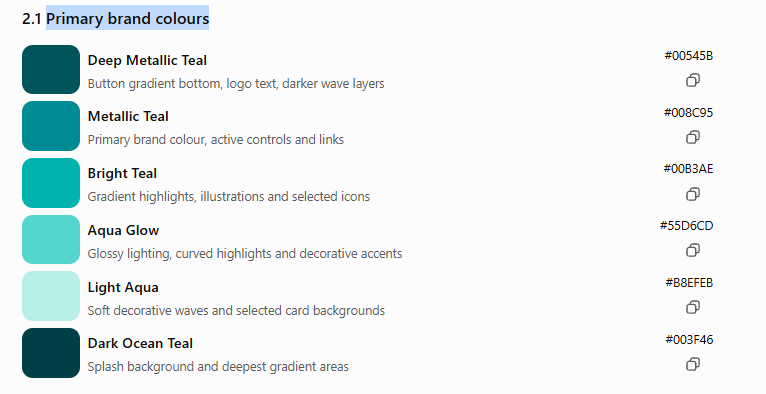 2.1 Primary brand colours
Deep Metallic Teal
#00545B
Button gradient bottom, logo text, darker wave layers
Metallic Teal
#008C95
Primary brand colour, active controls and links
Bright Teal
#00B3AE
Gradient highlights, illustrations and selected icons
Aqua Glow
#55D6CD
Glossy lighting, curved highlights and decorative accents
Light Aqua
#B8EFEB
Soft decorative waves and selected card backgrounds
Dark Ocean Teal
#003F46
Splash background and deepest gradient areas